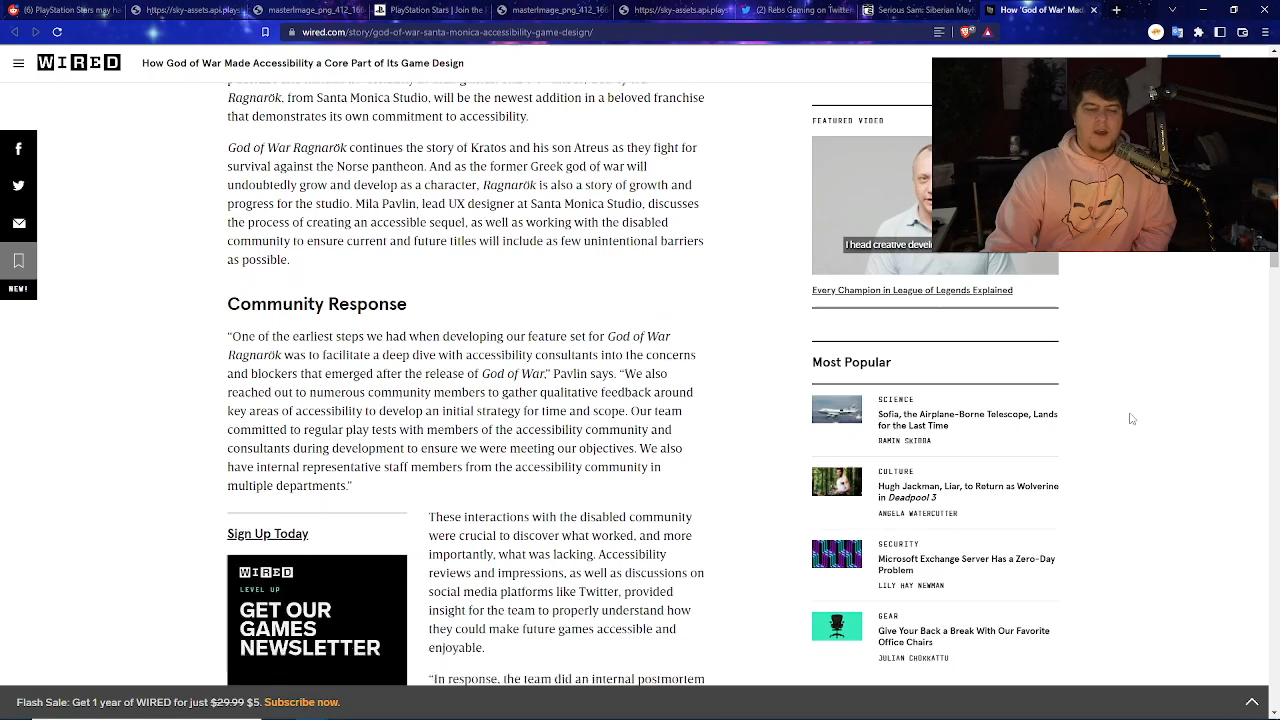 (6) PlayStation Stars may ha
https://sky-assets.api.playst
masterImage_png_412_16
PlayStation Stars | Join the
masterImage_png_412_16
https://sky-assets.api.plays
(20) Rebs Gaming on Twitter
Serious Sam: Siberian May
How 'God of War' Mad
wired.com/story/god-of-war-santa-monica-accessibility-game-design/
WIRED
How God of War Made Accessibility a Core Part of Its Game Design
Ragnarök, from Santa Monica Studio, will be the newest addition in a beloved franchise
that demonstrates its own commitment to accessibility.
God of War Ragnarök continues the story of Kratos and his son Atreus as they fight for
survival against the Norse pantheon. And as the former Greek god of war will
undoubtedly grow and develop as a character, Ragnarök is also a story of growth and
progress for the studio. Mila Pavlin, lead UX designer at Santa Monica Studio, discusses
the process of creating an accessible sequel, as well as working with the disabled
community to ensure current and future titles will include as few unintentional barriers
as possible.
Community Response
“One of the earliest steps we had when developing our feature set for God of War
Ragnarök was to facilitate a deep dive with accessibility consultants into the concerns
and blockers that emerged after the release of God of War,” Pavlin says. “We also
reached out to numerous community members to gather qualitative feedback around
key areas of accessibility to develop an initial strategy for time and scope. Our team
committed to regular play tests with members of the accessibility community and
consultants during development to ensure we were meeting our objectives. We also
have internal representative staff members from the accessibility community in
multiple departments.”
Sign Up Today
WIRED
LEVEL UP
GET OUR
GAMES
NEWSLETTER
These interactions with the disabled community
were crucial to discover what worked, and more
importantly, what was lacking. Accessibility
reviews and impressions, as well as discussions on
social media platforms like Twitter, provided
insight for the team to properly understand how
they could make future games accessible and
enjoyable.
“In response, the team did an internal postmortem
FEATURED VIDEO
I head creative devel
Every Champion in League of Legends Explained
Most Popular
SCIENCE
Sofia, the Airplane-Borne Telescope, Lands
for the Last Time
RAMIN SKIBBA
CULTURE
Hugh Jackman, Liar, to Return as Wolverine
in Deadpool 3
ANGELA WATERCUTTER
SECURITY
Microsoft Exchange Server Has a Zero-Day
Problem
LILY HAY NEWMAN
GEAR
Give Your Back a Break With Our Favorite
Office Chairs
JULIAN CHOKKATTU
NEW!
Flash Sale: Get 1 year of WIRED for just $29.99 $5. Subscribe now.